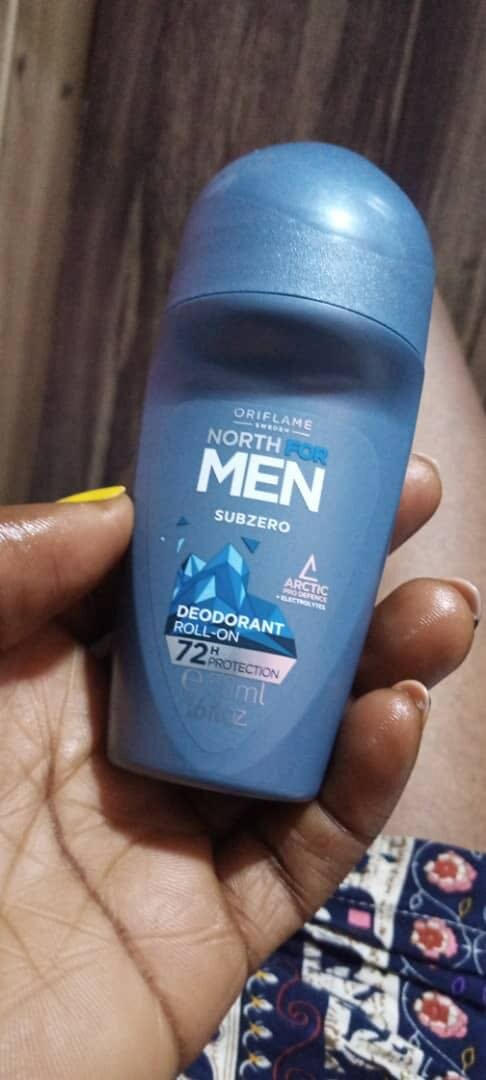 ORIFLAME
SWEDEN
NORTH FOR
MEN
SUBZERO
ARCTIC
PRO DEFENCE
+ ELECTROLYTES
DEODORANT
ROLL-ON
72H PROTECTION